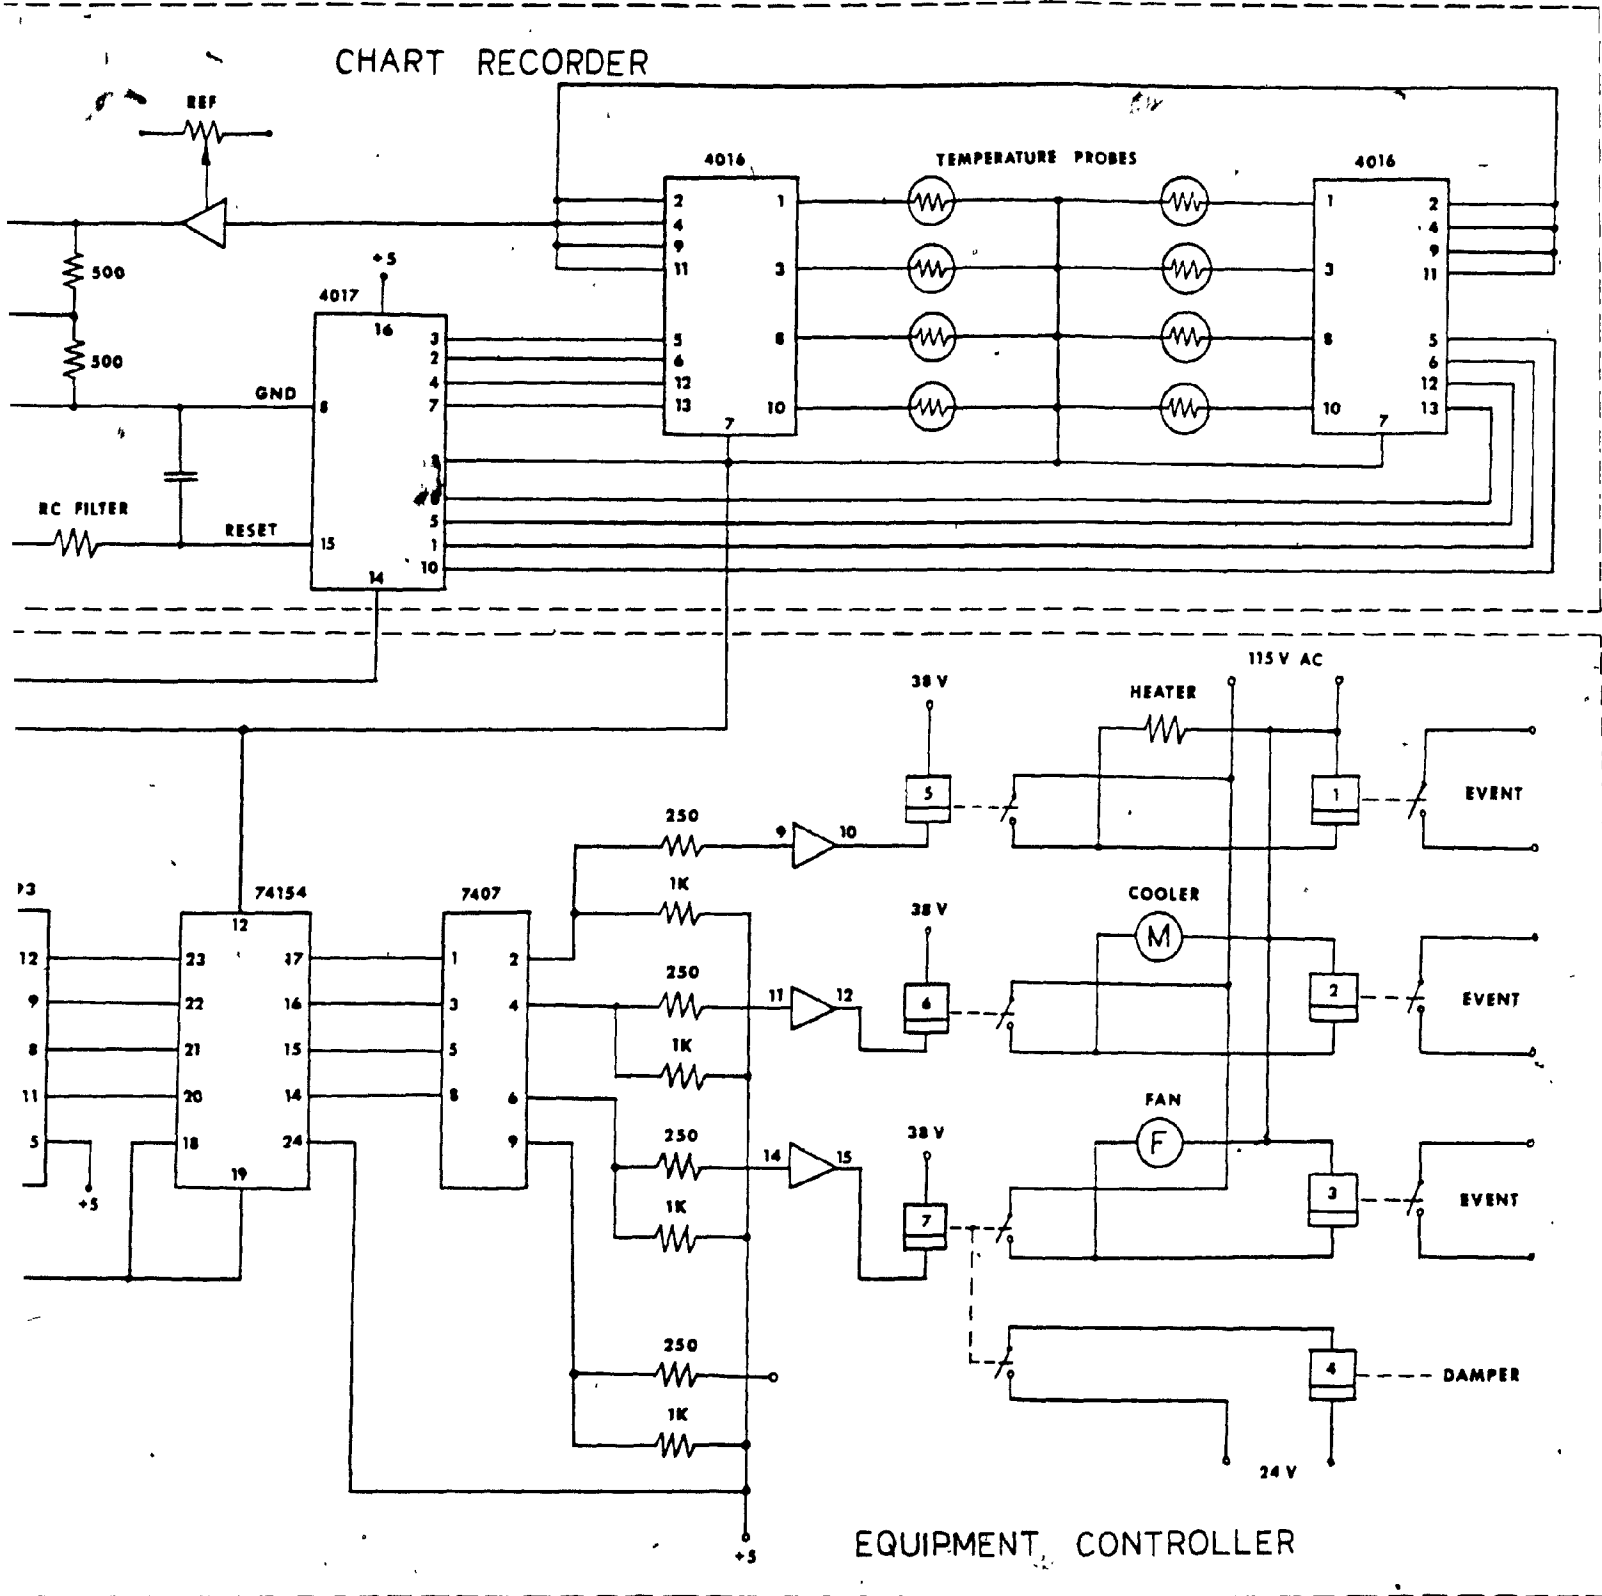 CHART RECORDER
REF
4016
TEMPERATURE PROBES
4016
2 1 1 2
4 4
9 9
11 3 3 11
500
+5
4017
16
3 5 8 8 5
2 6 6
4 12 12
7 13 10 10 13
500
GND
8
7
7
RC FILTER
RESET
15
5
1
10
14
115 V AC
38 V
HEATER
5
1
EVENT
250
9
10
1K
74154
7407
12
38 V
COOLER
M
12 23 17 1 2
250
9 22 16 3 4
11
12
6
2
EVENT
8 21 15 5
1K
11 20 14 8 6
FAN
F
5 18 24 9
250
14
15
38 V
19
+5
1K
7
3
EVENT
250
4
DAMPER
1K
24 V
+5
EQUIPMENT CONTROLLER